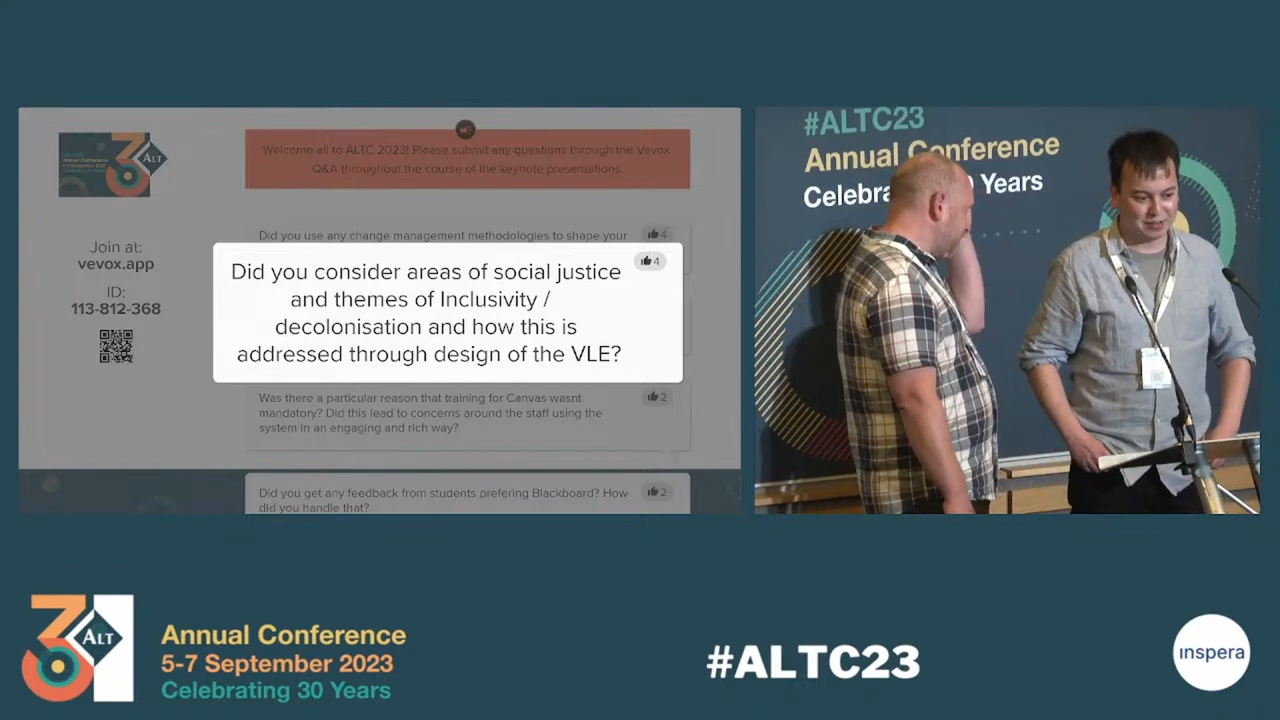 Welcome all to ALTC 2023! Please submit any questions through the Vevox
Q&A throughout the course of the keynote presentations.
ALT
Join at:
vevox.app
ID:
113-812-368
Did you use any change management methodologies to shape your
4
Did you consider areas of social justice
and themes of Inclusivity /
decolonisation and how this is
addressed through design of the VLE?
4
Was there a particular reason that training for Canvas wasnt
mandatory? Did this lead to concerns around the staff using the
system in an engaging and rich way?
2
Did you get any feedback from students prefering Blackboard? How
did you handle that?
2
#ALTC23
Annual Conference
Celebra 0 Years
ALT
Annual Conference
5-7 September 2023
Celebrating 30 Years
#ALTC23
inspera